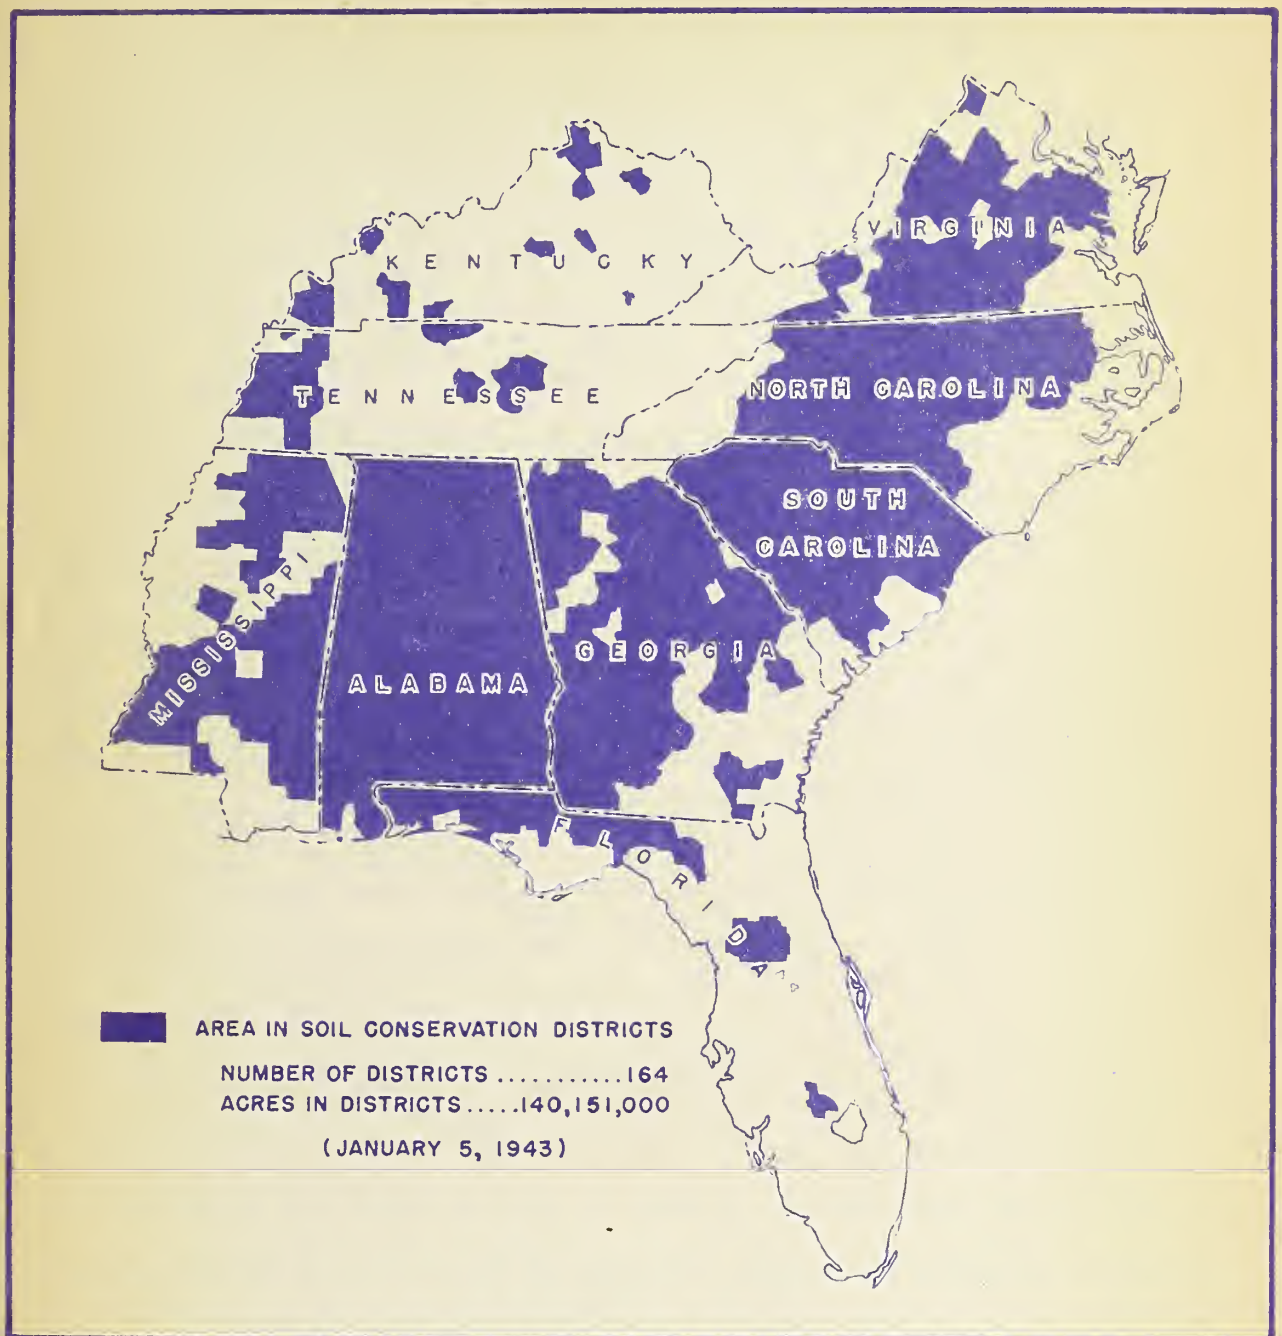 VIRGINIA
KENTUCKY
TENNESSEE
NORTH CAROLINA
SOUTH
CAROLINA
MISSISSIPPI
ALABAMA
GEORGIA
FLORIDA
AREA IN SOIL CONSERVATION DISTRICTS
NUMBER OF DISTRICTS ........... 164
ACRES IN DISTRICTS.....140,151,000
(JANUARY 5, 1943)